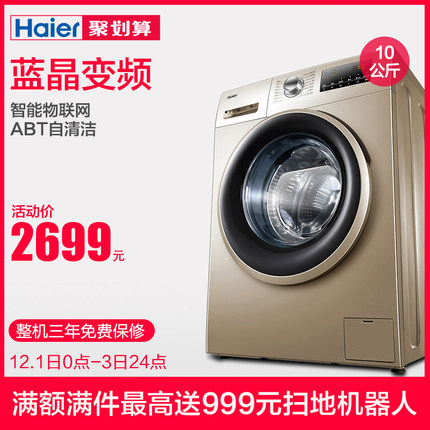 Haier 聚划算
10
公斤
蓝晶变频
智能物联网
ABT自清洁
活动价
2699元
整机三年免费保修
12.1日0点-3日24点
满额满件最高送999元扫地机器人